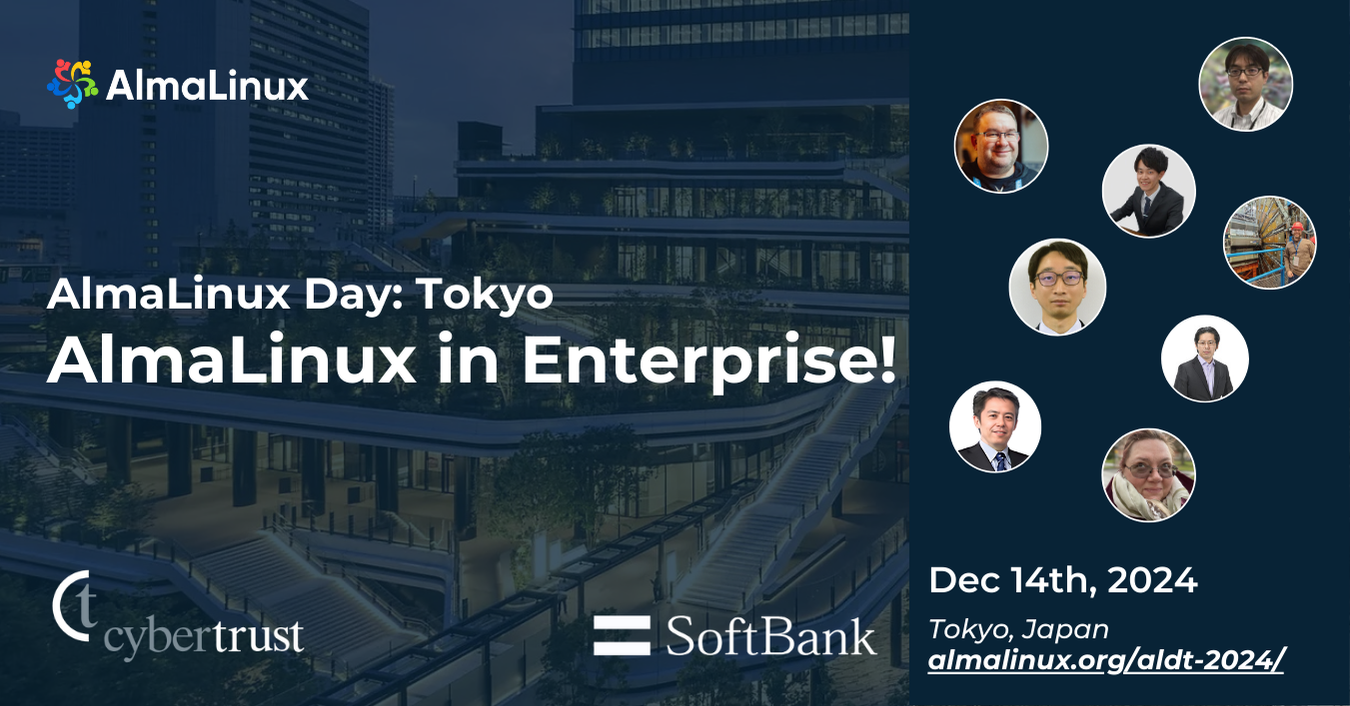 AlmaLinux
AlmaLinux Day: Tokyo
AlmaLinux in Enterprise!
cybertrust
SoftBank
Dec 14th, 2024
Tokyo, Japan
almalinux.org/aldt-2024/